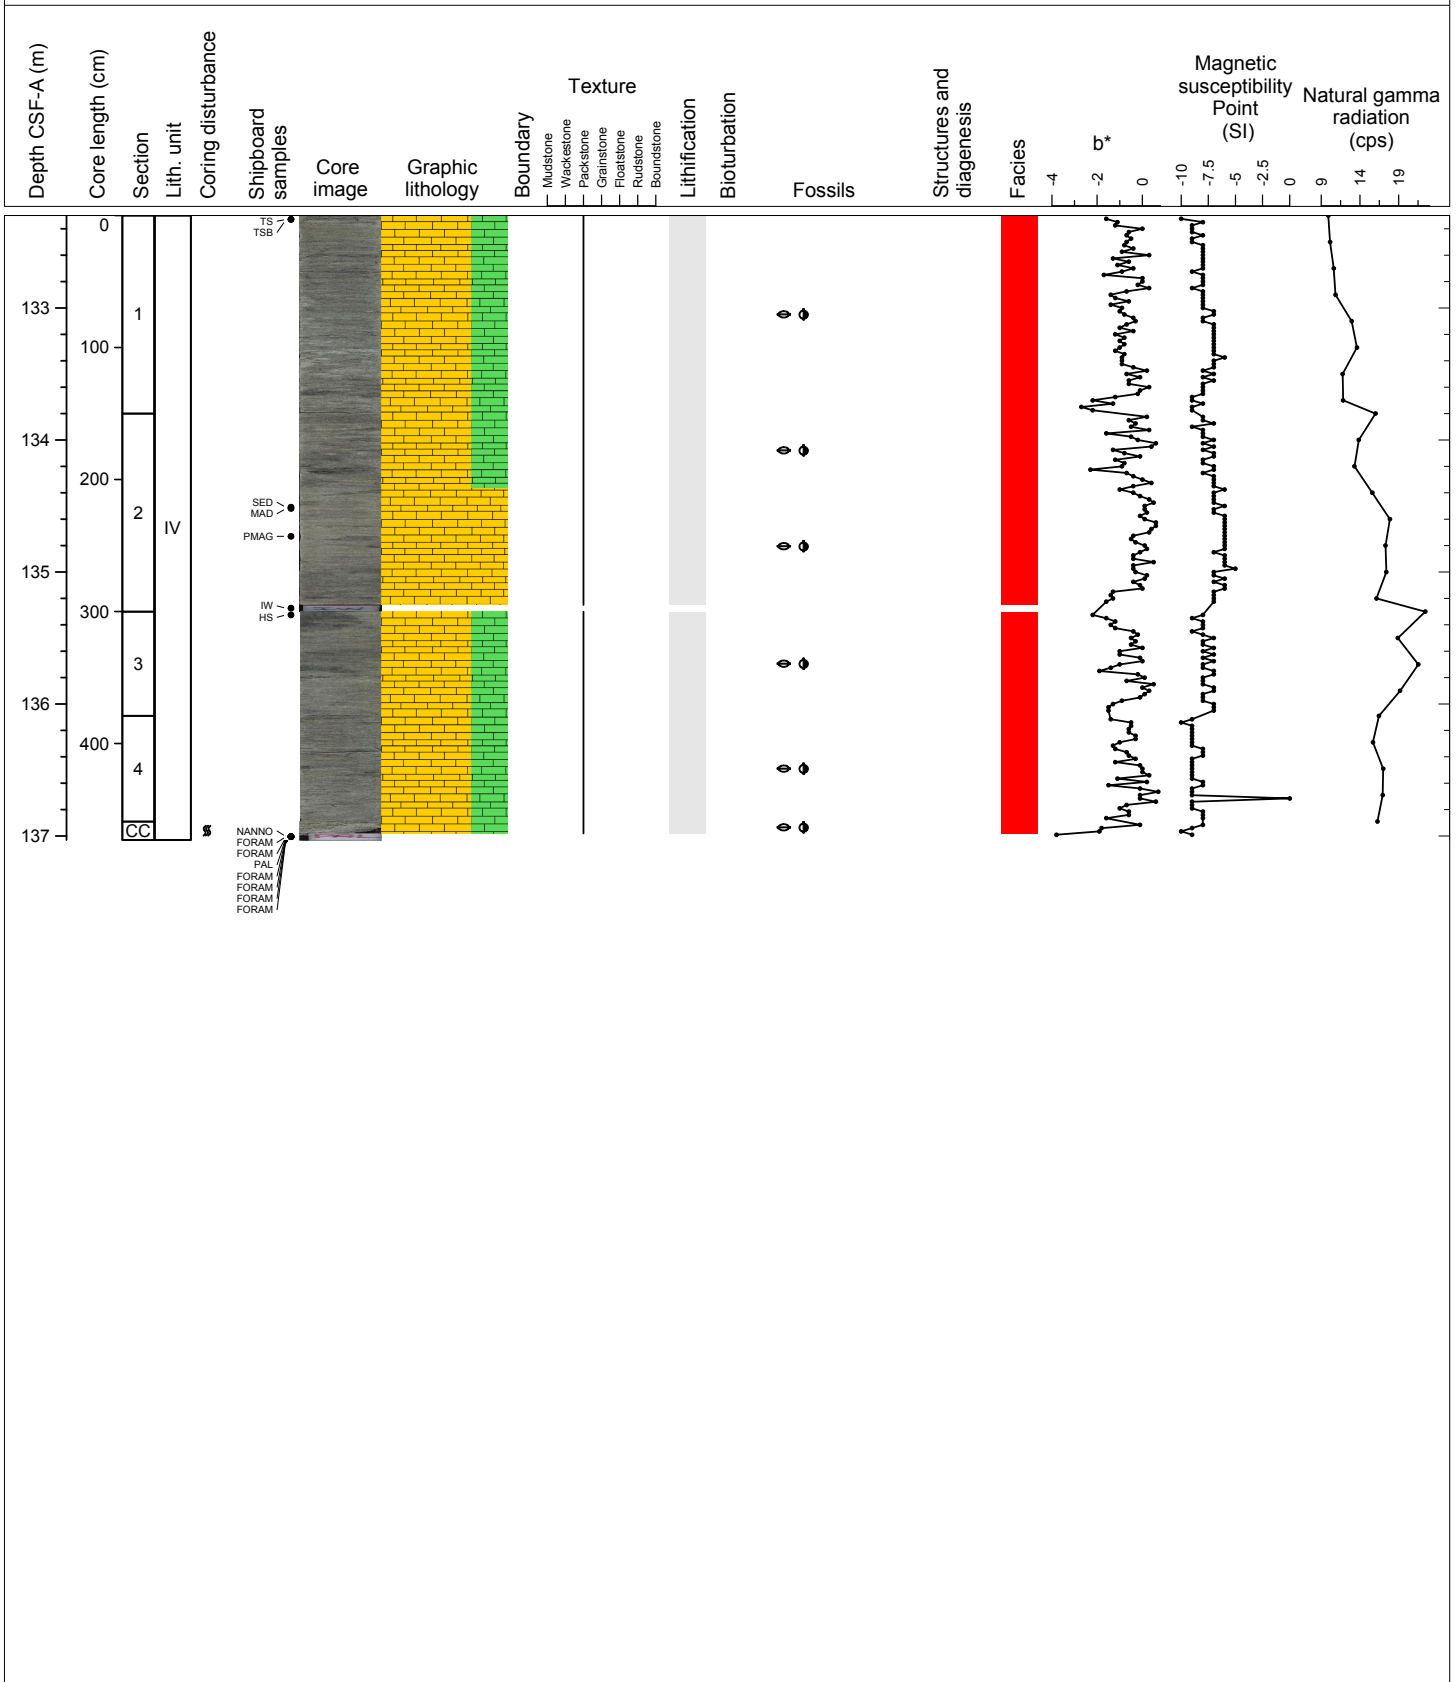 Depth CSF-A (m)
Core length (cm)
Section
Lith. unit
Coring disturbance
Shipboard
samples
Core
image
Graphic
lithology
Boundary
Texture
Mudstone
Wackestone
Packstone
Grainstone
Floatstone
Rudstone
Boundstone
Lithification
Bioturbation
Fossils
Structures and
diagenesis
Facies
b*
-4
-2
0
Magnetic
susceptibility
Point
(SI)
-10
-7.5
-5
-2.5
0
Natural gamma
radiation
(cps)
9
14
19
133
134
135
136
137
0
100
200
300
400
1
2
3
4
CC
IV
TS
TSB
SED
MAD
PMAG
IW
HS
NANNO
FORAM
FORAM
PAL
FORAM
FORAM
FORAM
FORAM